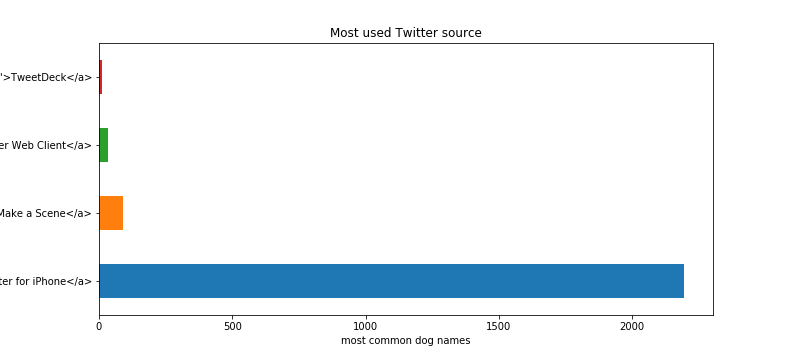 Most used Twitter source
">TweetDeck</a>
er Web Client</a>
Make a Scene</a>
ter for iPhone</a>
0 500 1000 1500 2000
most common dog names